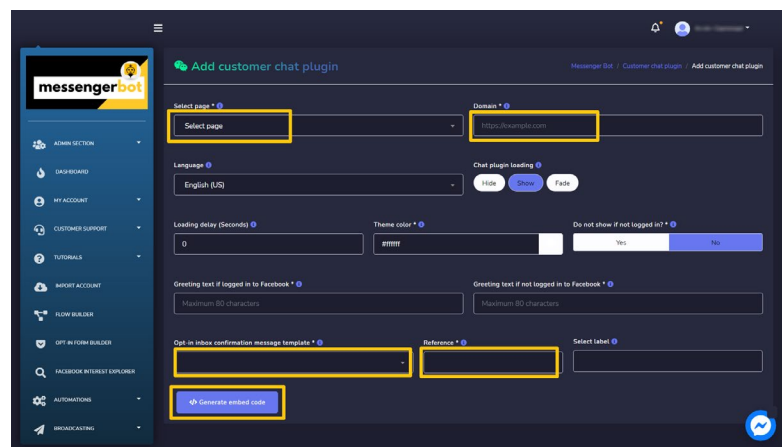 messengerbot
Add customer chat plugin
Messenger Bot / Customer chat plugin / Add customer chat plugin
ADMIN SECTION
DASHBOARD
MY ACCOUNT
CUSTOMER SUPPORT
TUTORIALS
IMPORT ACCOUNT
FLOW BUILDER
OPT-IN FORM BUILDER
FACEBOOK INTEREST EXPLORER
AUTOMATIONS
BROADCASTING
Select page *
Domain *
Select page
https://example.com
Language
Chat plugin loading
English (US)
Hide Show Fade
Loading delay (Seconds)
Theme color *
Do not show if not logged in? *
0
#ffffff
Yes No
Greeting text if logged in to Facebook *
Greeting text if not logged in to Facebook *
Maximum 80 characters
Maximum 80 characters
Opt-in inbox confirmation message template *
Reference *
Select label
</> Generate embed code